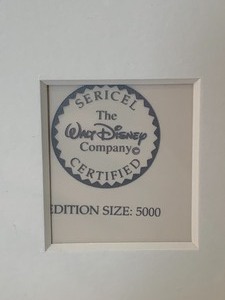 SERICEL
The
Walt Disney
Company©
CERTIFIED
EDITION SIZE: 5000